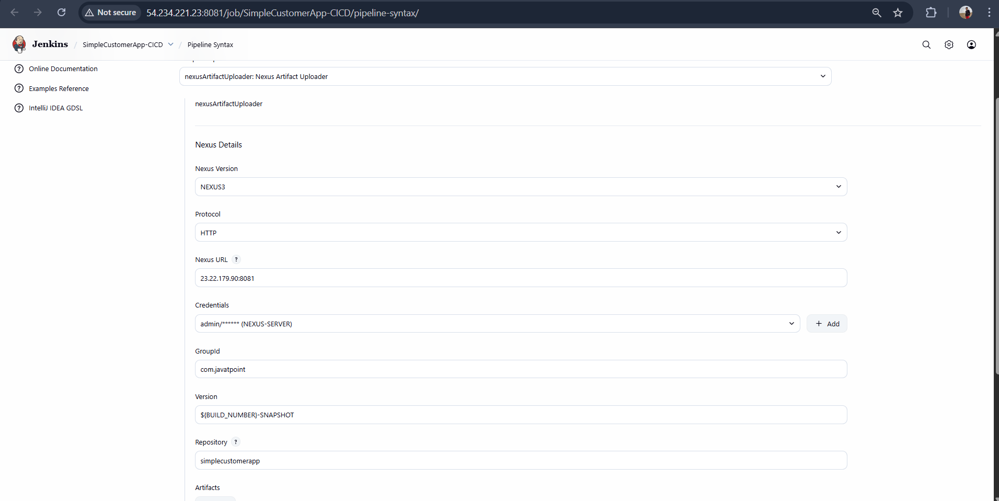 Not secure 54.234.221.23:8081/job/SimpleCustomerApp-CICD/pipeline-syntax/
Jenkins / SimpleCustomerApp-CICD / Pipeline Syntax
Online Documentation
Examples Reference
IntelliJ IDEA GDSL
nexusArtifactUploader: Nexus Artifact Uploader
nexusArtifactUploader
Nexus Details
Nexus Version
NEXUS3
Protocol
HTTP
Nexus URL ?
23.22.179.90:8081
Credentials
admin/****** (NEXUS-SERVER)
+ Add
GroupId
com.javatpoint
Version
${BUILD_NUMBER}-SNAPSHOT
Repository ?
simplecustomerapp
Artifacts